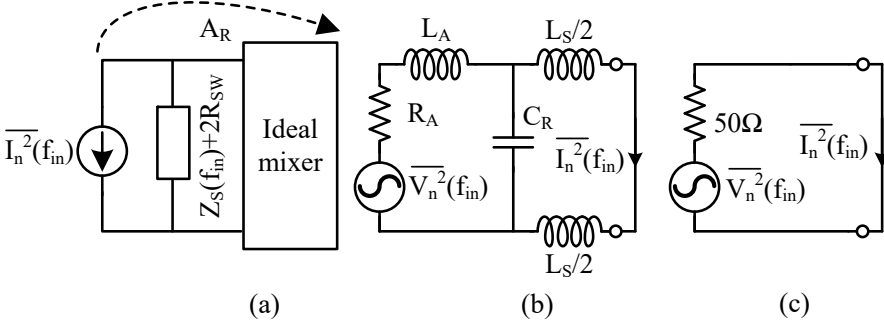 A_R
I_n^2(f_in)
Z_S(f_in)+2R_SW
Ideal
mixer
(a)
L_A
L_S/2
R_A
C_R
V_n^2(f_in)
I_n^2(f_in)
L_S/2
(b)
50Ω
V_n^2(f_in)
I_n^2(f_in)
(c)